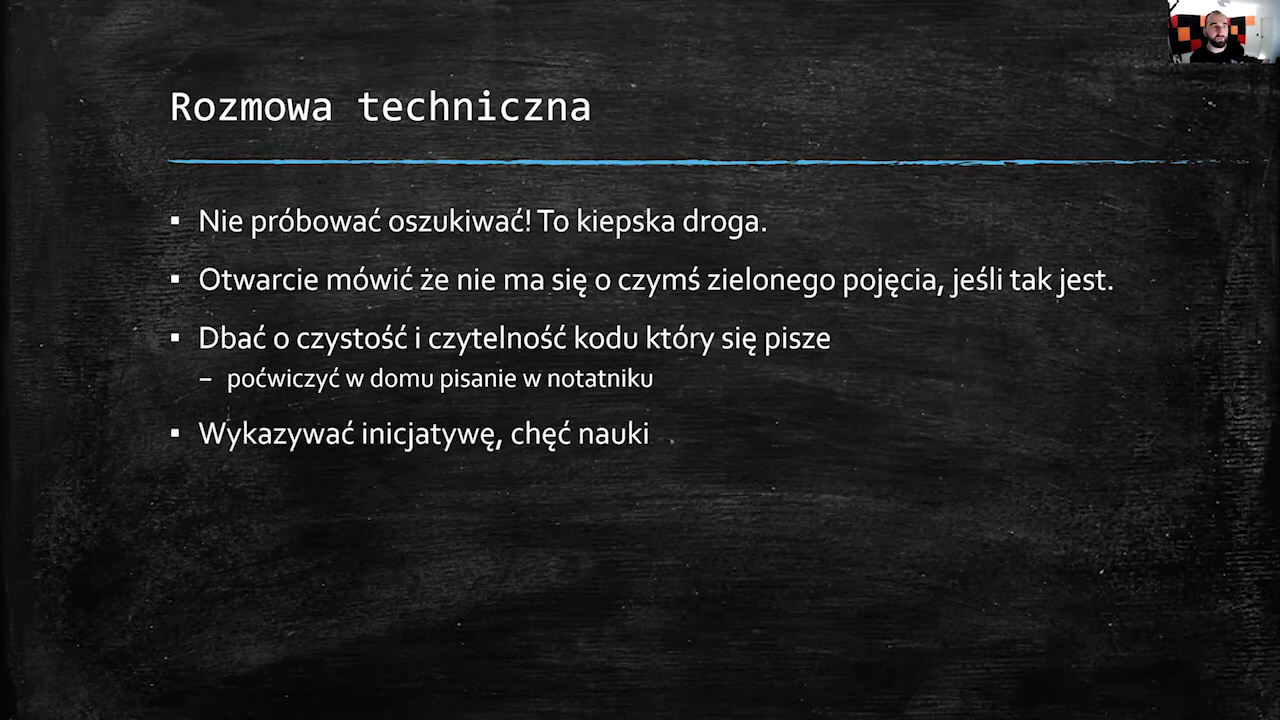 Rozmowa techniczna
▪ Nie próbować oszukiwać! To kiepska droga.
▪ Otwarcie mówić że nie ma się o czymś zielonego pojęcia, jeśli tak jest.
▪ Dbać o czystość i czytelność kodu który się pisze
– poćwiczyć w domu pisanie w notatniku
▪ Wykazywać inicjatywę, chęć nauki